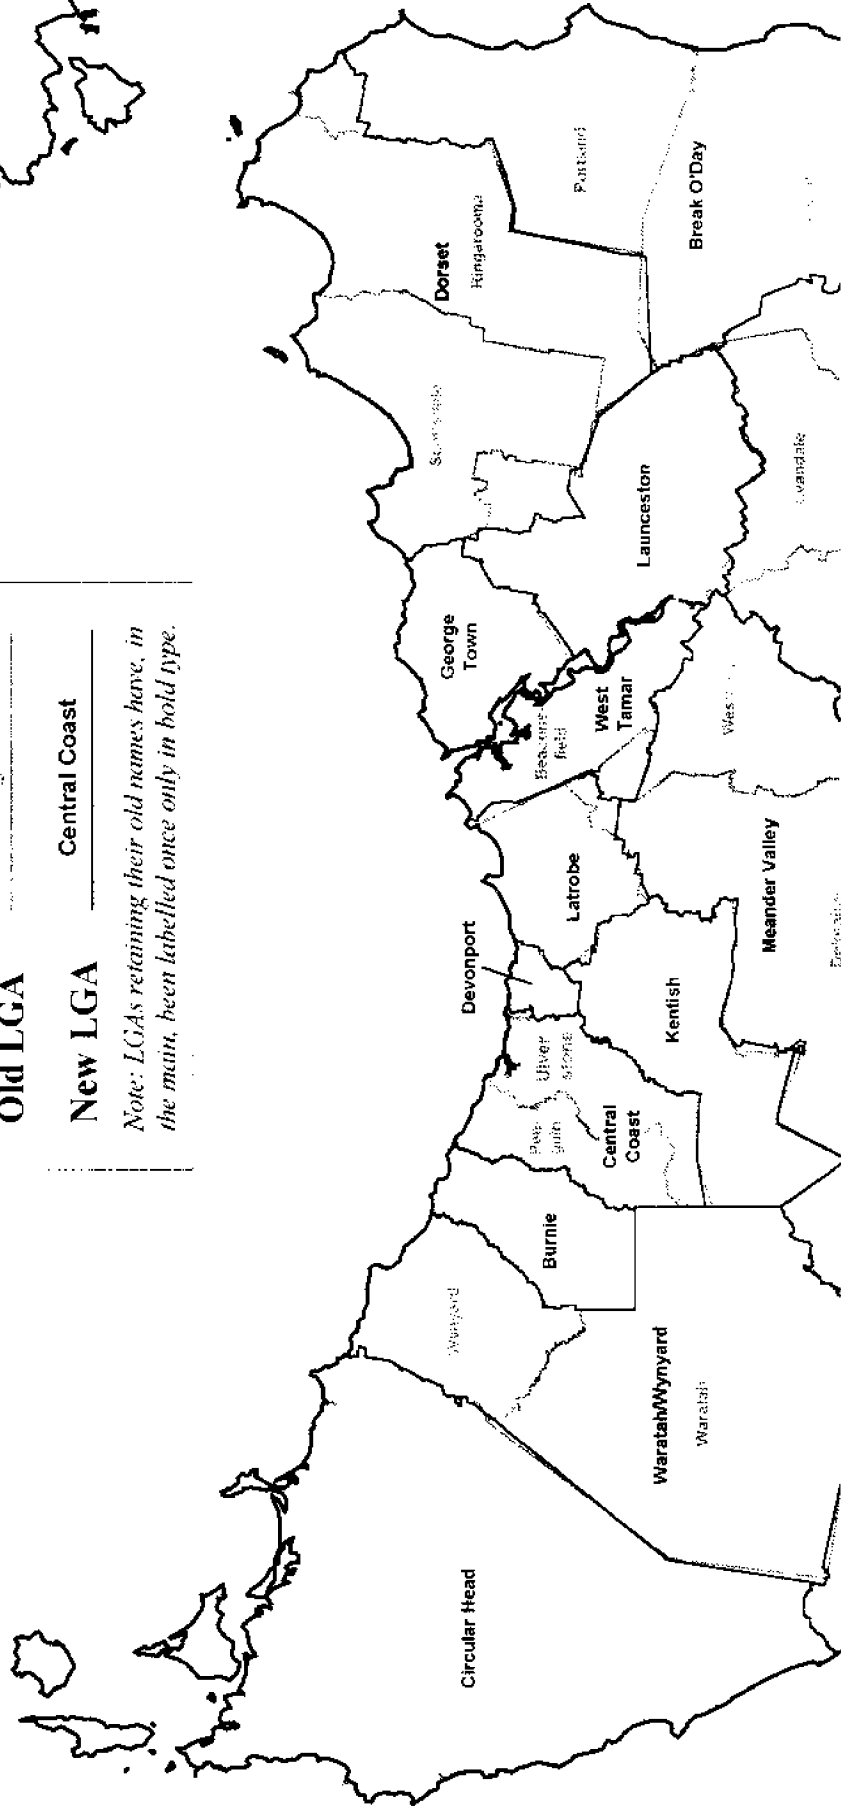 Old LGA
New LGA
Central Coast
Note: LGAs retaining their old names have, in
the main, been labelled once only in bold type.
Circular Head
Waratah/Wynyard
Waratah
Wynyard
Burnie
Central
Coast
Ulver
stone
Devonport
Kentish
Latrobe
Meander Valley
Beacons
field
West
Tamar
George
Town
Launceston
Dorset
Ringarooma
Portland
Break O'Day